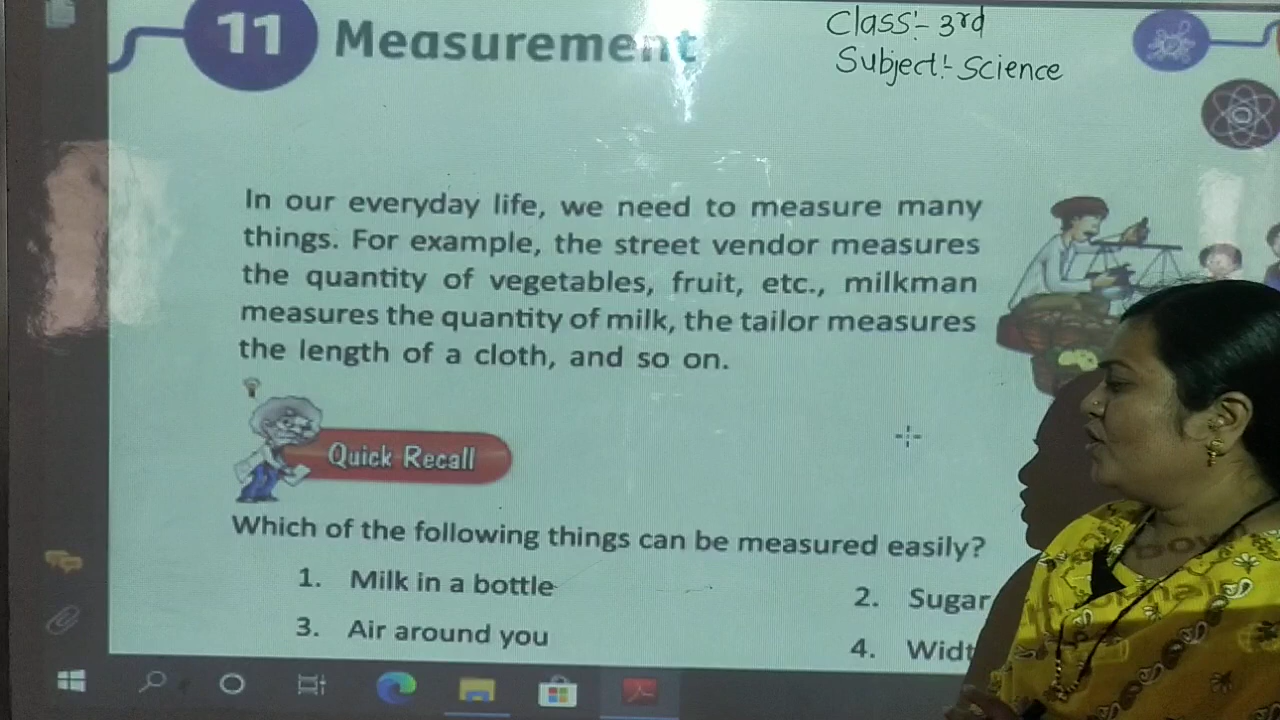 11 Measurement
Class:- 3rd
Subject:- Science
In our everyday life, we need to measure many
things. For example, the street vendor measures
the quantity of vegetables, fruit, etc., milkman
measures the quantity of milk, the tailor measures
the length of a cloth, and so on.
Quick Recall
Which of the following things can be measured easily?
1. Milk in a bottle
2. Sugar
3. Air around you
4. Widt